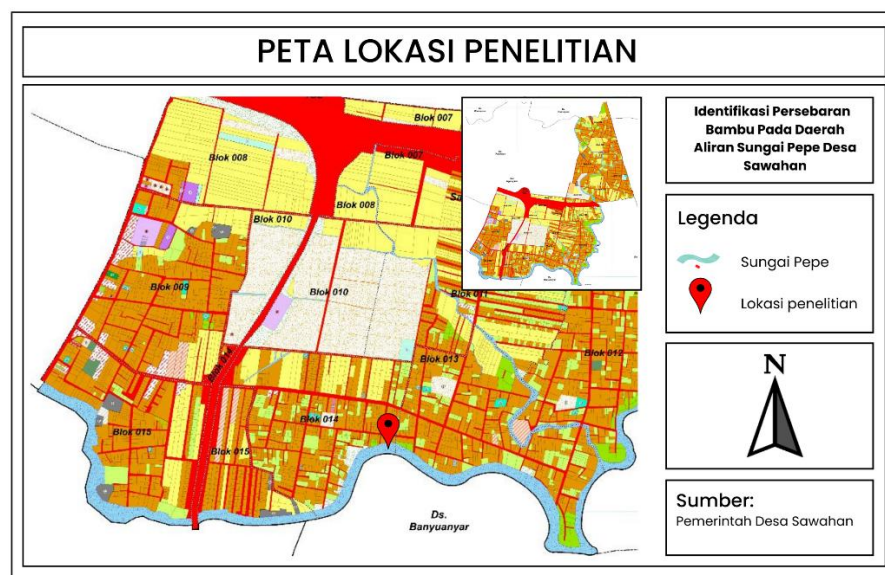 PETA LOKASI PENELITIAN
Blok 007
Blok 007
Blok 008
Blok 008
Blok 010
Blok 009
Blok 010
Blok 011
Blok 012
Blok 013
Blok 014
Blok 014
Blok 015
Blok 015
Ds.
Banyuanyar
Identifikasi Persebaran
Bambu Pada Daerah
Aliran Sungai Pepe Desa
Sawahan
Legenda
Sungai Pepe
Lokasi penelitian
N
Sumber:
Pemerintah Desa Sawahan